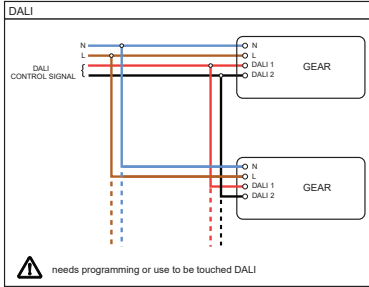 DALI
N
L
DALI
CONTROL SIGNAL
N
L
DALI 1
DALI 2
GEAR
N
L
DALI 1
DALI 2
GEAR
needs programming or use to be touched DALI